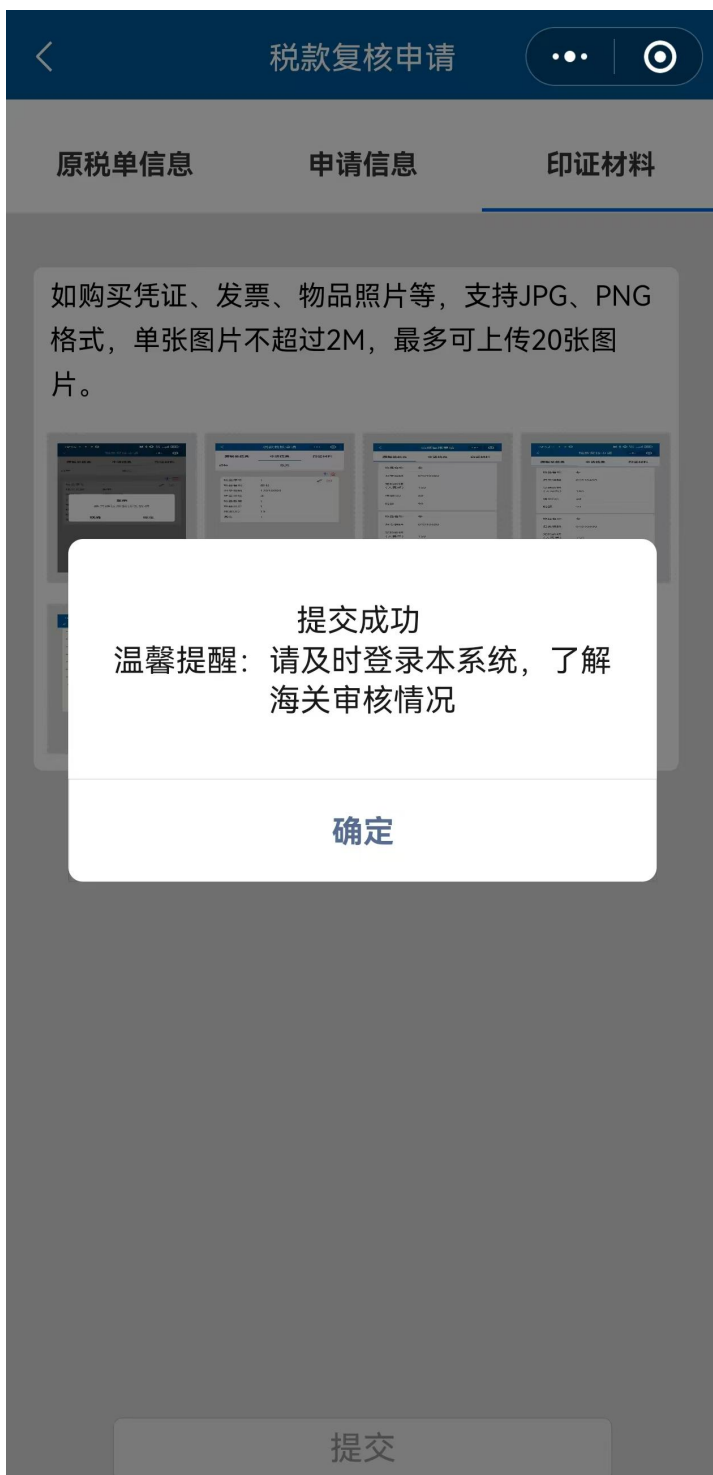 税款复核申请
原税单信息 申请信息 印证材料
如购买凭证、发票、物品照片等，支持JPG、PNG
格式，单张图片不超过2M，最多可上传20张图
片。
提交成功
温馨提醒：请及时登录本系统，了解
海关审核情况
确定
提交